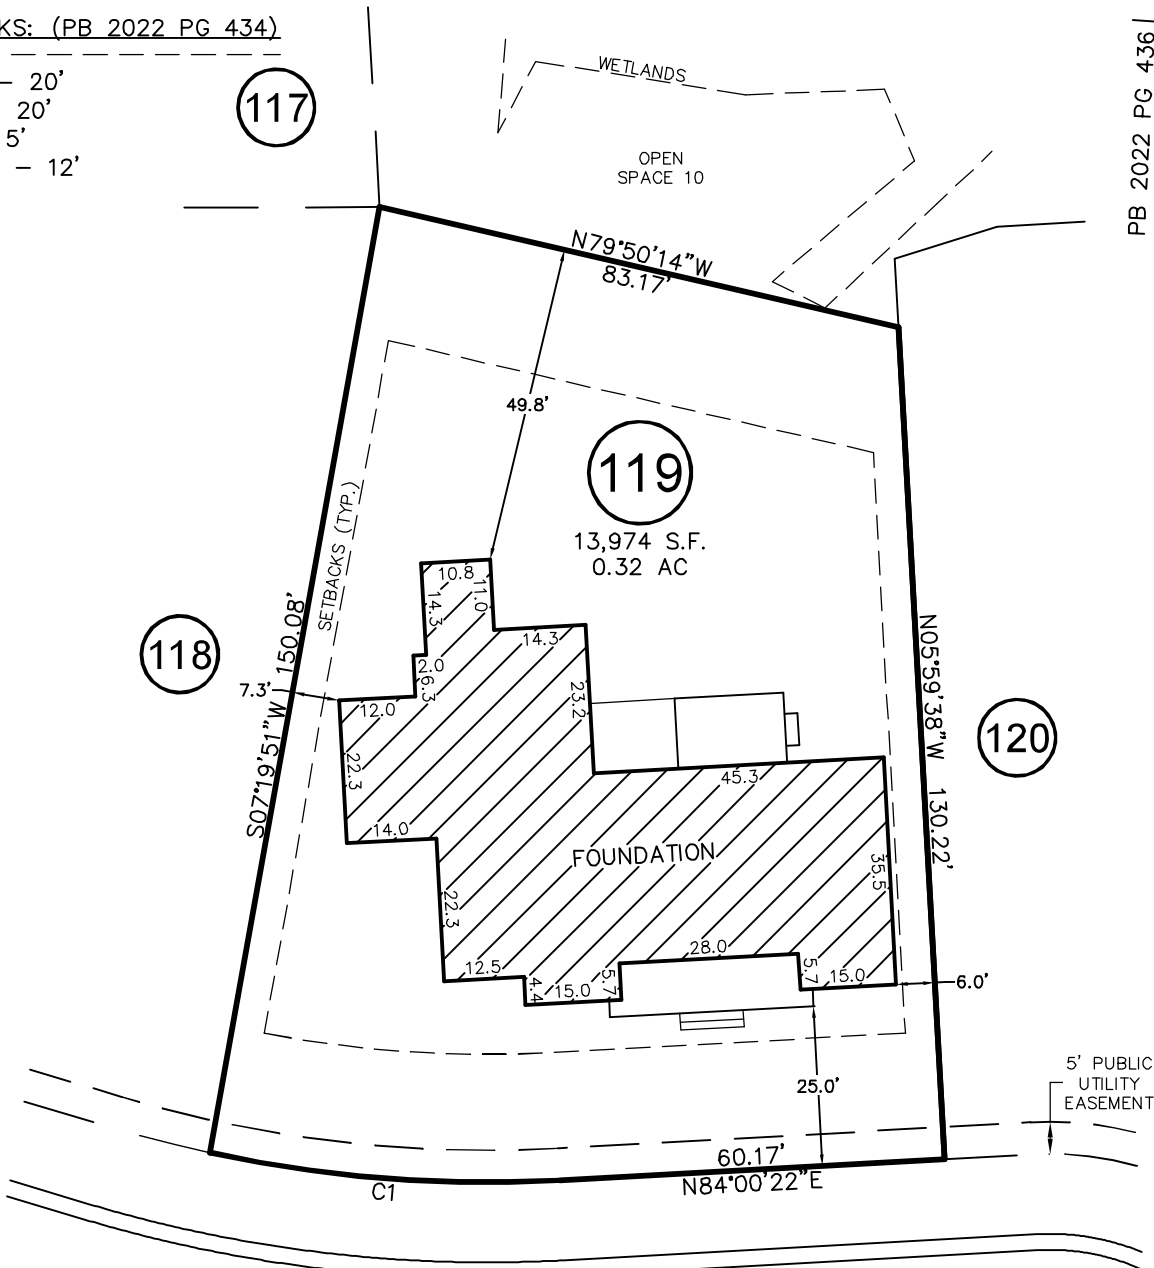 KS: (PB 2022 PG 434)
– 20'
20'
5'
– 12'
117
WETLANDS
OPEN
SPACE 10
PB 2022 PG 436
N79°50'14"W
83.17'
49.8'
119
13,974 S.F.
0.32 AC
SETBACKS (TYP.)
10.8
11.0
14.3
14.3
2.0
6.3
118
7.3'
S07°19'51"W 150.08'
12.0
23.2
N05°59'38"W 130.22'
120
22.3
45.3
14.0
FOUNDATION
35.5
22.3
28.0
12.5
4.4
15.0
5.7
5.7
15.0
6.0'
25.0'
5' PUBLIC
UTILITY
EASEMENT
60.17'
N84°00'22"E
C1